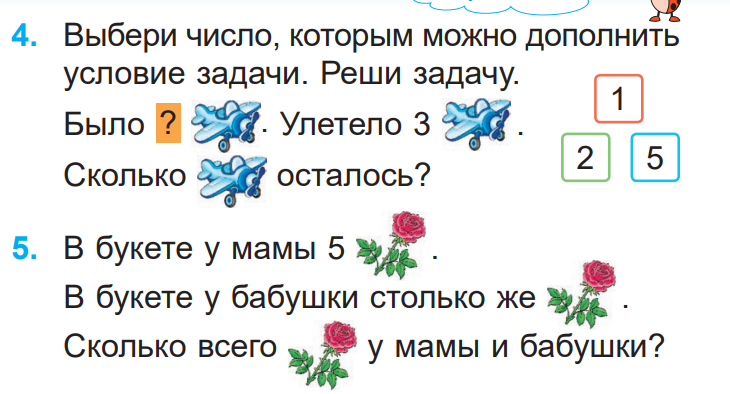 4. Выбери число, которым можно дополнить
условие задачи. Реши задачу.
1
Было ? . Улетело 3 .
2 5
Сколько осталось?
5. В букете у мамы 5 .
В букете у бабушки столько же .
Сколько всего у мамы и бабушки?